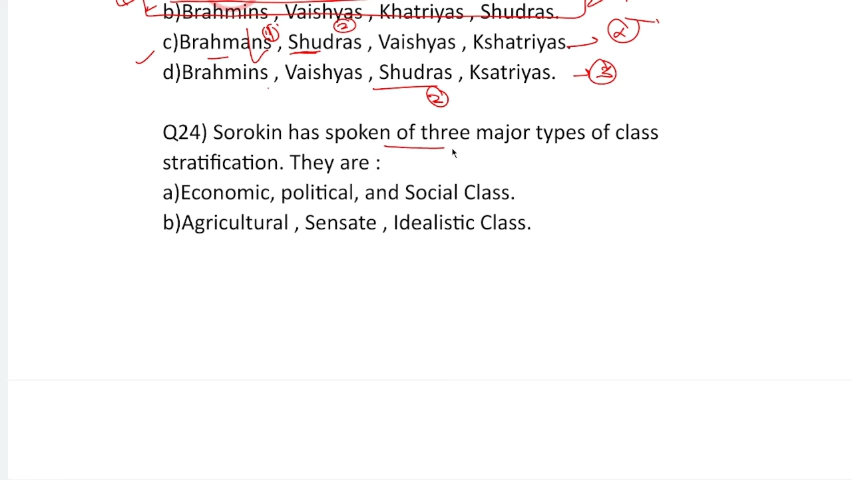 b)Brahmins , Vaishyas , Khatriyas , Shudras.
c)Brahmans , Shudras , Vaishyas , Kshatriyas.
d)Brahmins , Vaishyas , Shudras , Ksatriyas.
Q24) Sorokin has spoken of three major types of class
stratification. They are :
a)Economic, political, and Social Class.
b)Agricultural , Sensate , Idealistic Class.